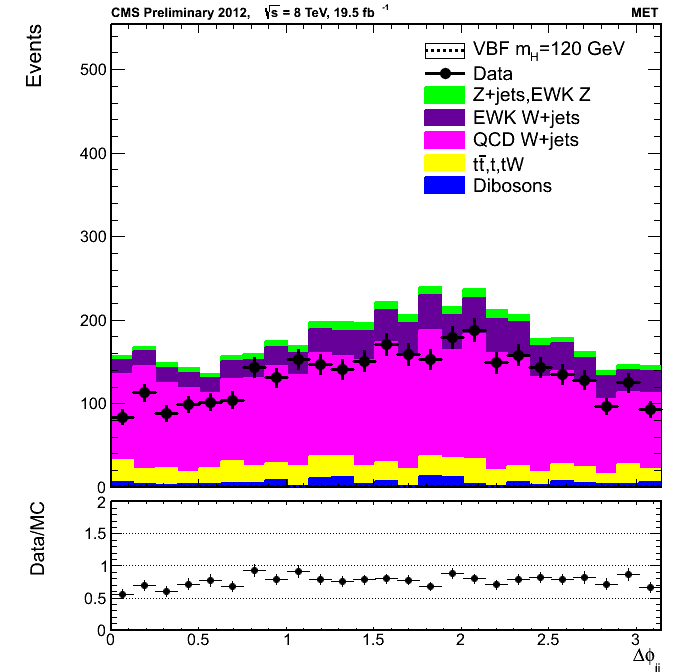 CMS Preliminary 2012, √s = 8 TeV, 19.5 fb⁻¹ MET
Events
500
400
300
200
100
0
VBF m_H=120 GeV
Data
Z+jets,EWK Z
EWK W+jets
QCD W+jets
tt̄,t,tW
Dibosons
Data/MC
2
1.5
1
0.5
0
0 0.5 1 1.5 2 2.5 3
Δϕ_jj